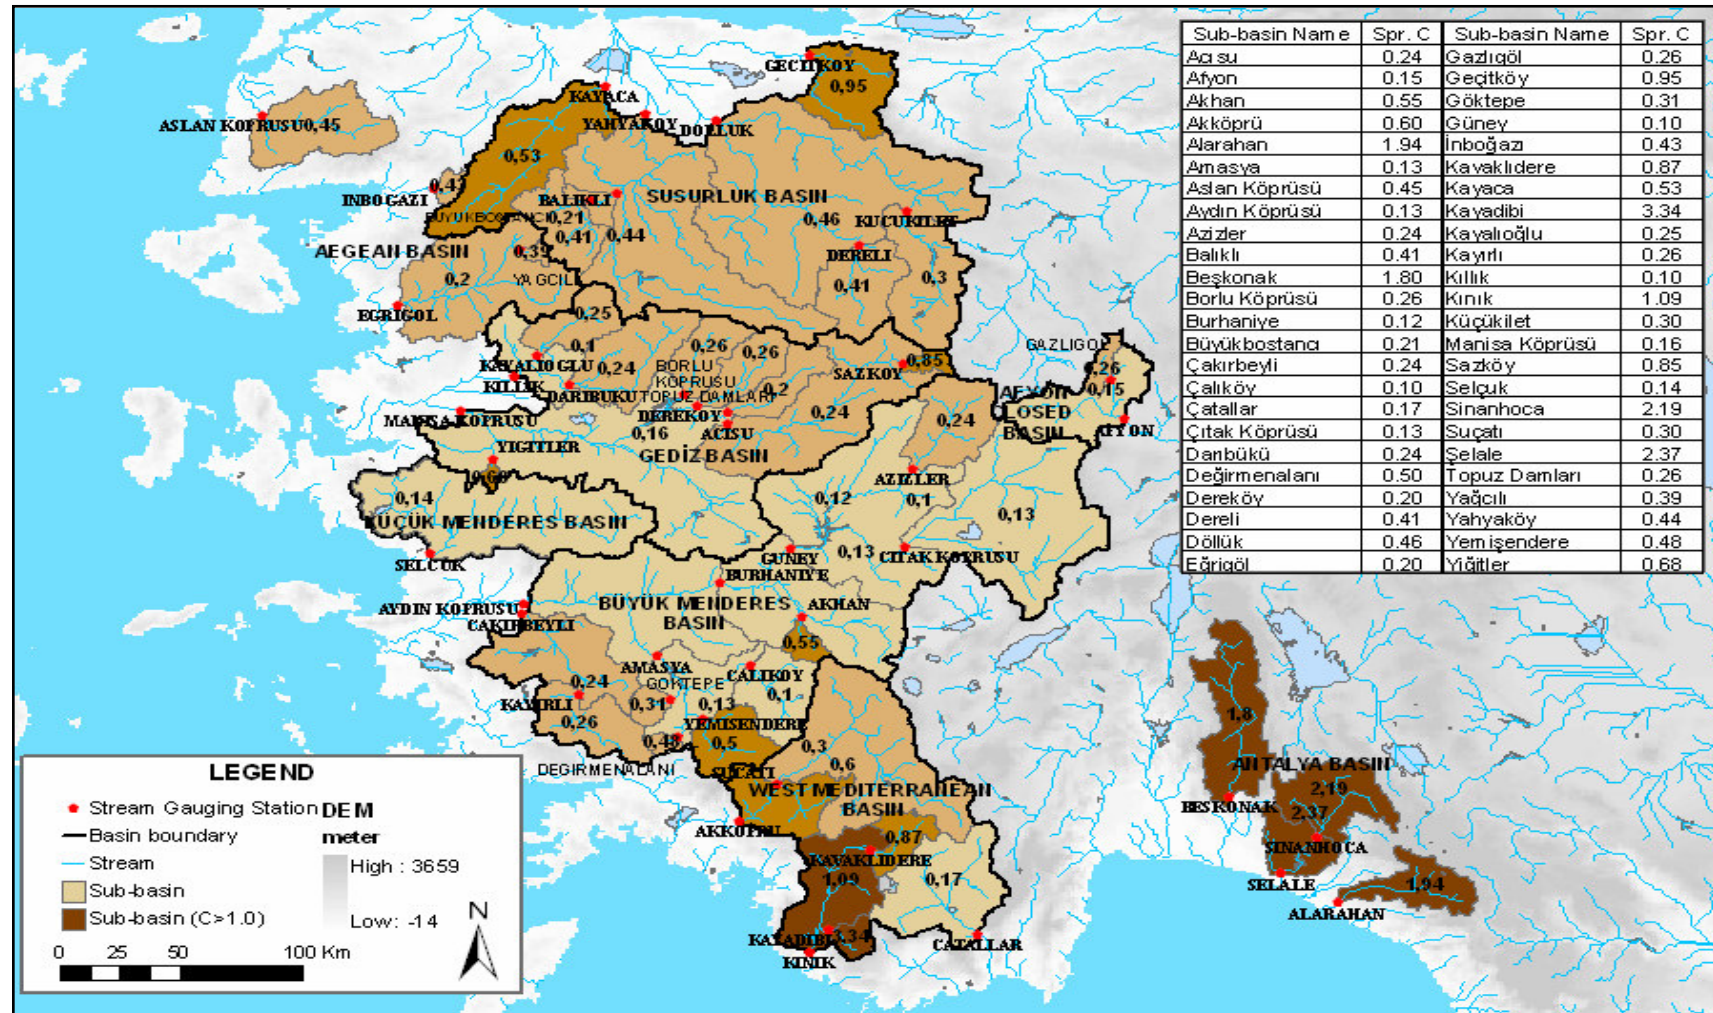 Sub-basin Name Spr. C Sub-basin Name Spr. C
Acısu 0.24 Gazlıgöl 0.26
Afyon 0.15 Geçitköy 0.95
Akhan 0.55 Göktepe 0.31
Akköprü 0.60 Güney 0.10
Alarahan 1.94 İnboğazı 0.43
Amasya 0.13 Kavaklıdere 0.87
Aslan Köprüsü 0.45 Kayaca 0.53
Aydın Köprüsü 0.13 Kayadibi 3.34
Azizler 0.24 Kayalıoğlu 0.25
Balıklı 0.41 Kayırlı 0.26
Beşkonak 1.80 Kıllık 0.10
Borlu Köprüsü 0.26 Kınık 1.09
Burhaniye 0.12 Küçükilet 0.30
Büyükbostancı 0.21 Manisa Köprüsü 0.16
Çakırbeyli 0.24 Sazköy 0.85
Çalıköy 0.10 Selçuk 0.14
Çatallar 0.17 Sinanhoca 2.19
Çıtak Köprüsü 0.13 Suçatı 0.30
Darıbükü 0.24 Şelale 2.37
Değirmenalanı 0.50 Topuz Damları 0.26
Dereköy 0.20 Yağcılı 0.39
Dereli 0.41 Yahyaköy 0.44
Döllük 0.46 Yemişendere 0.48
Eğrigöl 0.20 Yiğitler 0.68
GECITKOY
0,95
KAYACA
ASLAN KOPRUSU 0,45
YAHYAKOY
DOLLUK
0,53
INBOGAZI
BALIKLI
SUSURLUK BASIN
BUYUKBOSTANCI
0,21
0,46
KUCUKILET
0,41
0,44
AEGEAN BASIN
0,39
DERELI
0,2
YAGCILI
0,41
0,3
EGRIGOL
0,25
0,1
0,26
0,26
GAZLIGOL
KAYALIOGLU
0,24
BORLU
KOPRUSU
SAZKOY
0,85
0,26
KILLIK
DARIBUKU
TOPUZ DAMLARI
0,2
0,15
MANISA KOPRUSU
DEREKOY
0,24
0,24
AFYON
CLOSED
BASIN
AFYON
0,16
ACISU
YIGITLER
GEDİZ BASIN
0,68
AZIZLER
0,14
0,12
0,1
0,13
KÜÇÜK MENDERES BASIN
0,13
SELCUK
GUNEY
CITAK KOPRUSU
BURHANIYE
AYDIN KOPRUSU
BÜYÜK MENDERES
BASIN
AKHAN
CAKIRBEYLI
0,55
AMASYA
CALIKOY
0,24
GOKTEPE
0,1
KAYIRLI
0,31
0,13
0,26
YEMISENDERE
0,48
0,5
0,3
DEGIRMENALANI
SUCATI
0,6
WEST MEDITERRANEAN
BASIN
AKKOPRU
0,87
KAVAKLIDERE
1,09
0,17
KAYADIBI
3,34
CATALLAR
KINIK
1,8
ANTALYA BASIN
BESKONAK
2,19
2,37
SINANHOCA
SELALE
1,94
ALARAHAN
LEGEND
Stream Gauging Station
Basin boundary
Stream
Sub-basin
Sub-basin (C>1.0)
DEM
meter
High : 3659
Low: -14
0 25 50 100 Km
N